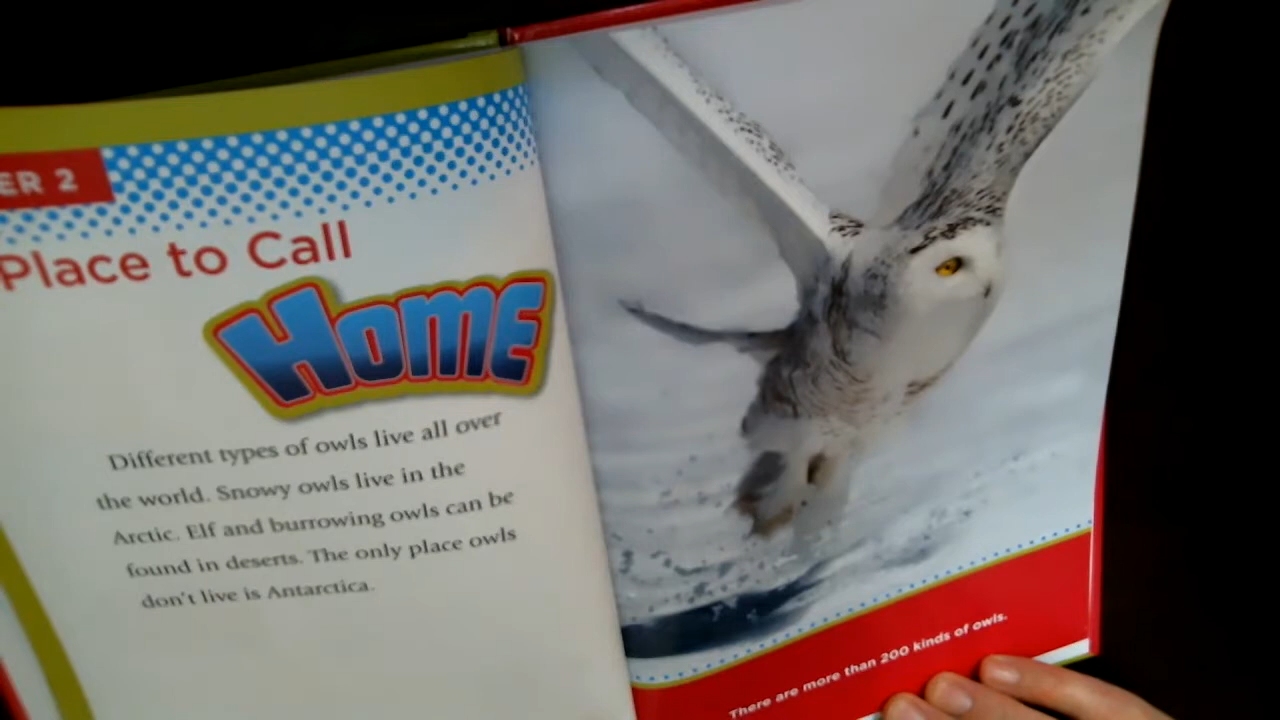 ER 2
Place to Call
HOME
Different types of owls live all over
the world. Snowy owls live in the
Arctic. Elf and burrowing owls can be
found in deserts. The only place owls
don't live is Antarctica.
There are more than 200 kinds of owls.